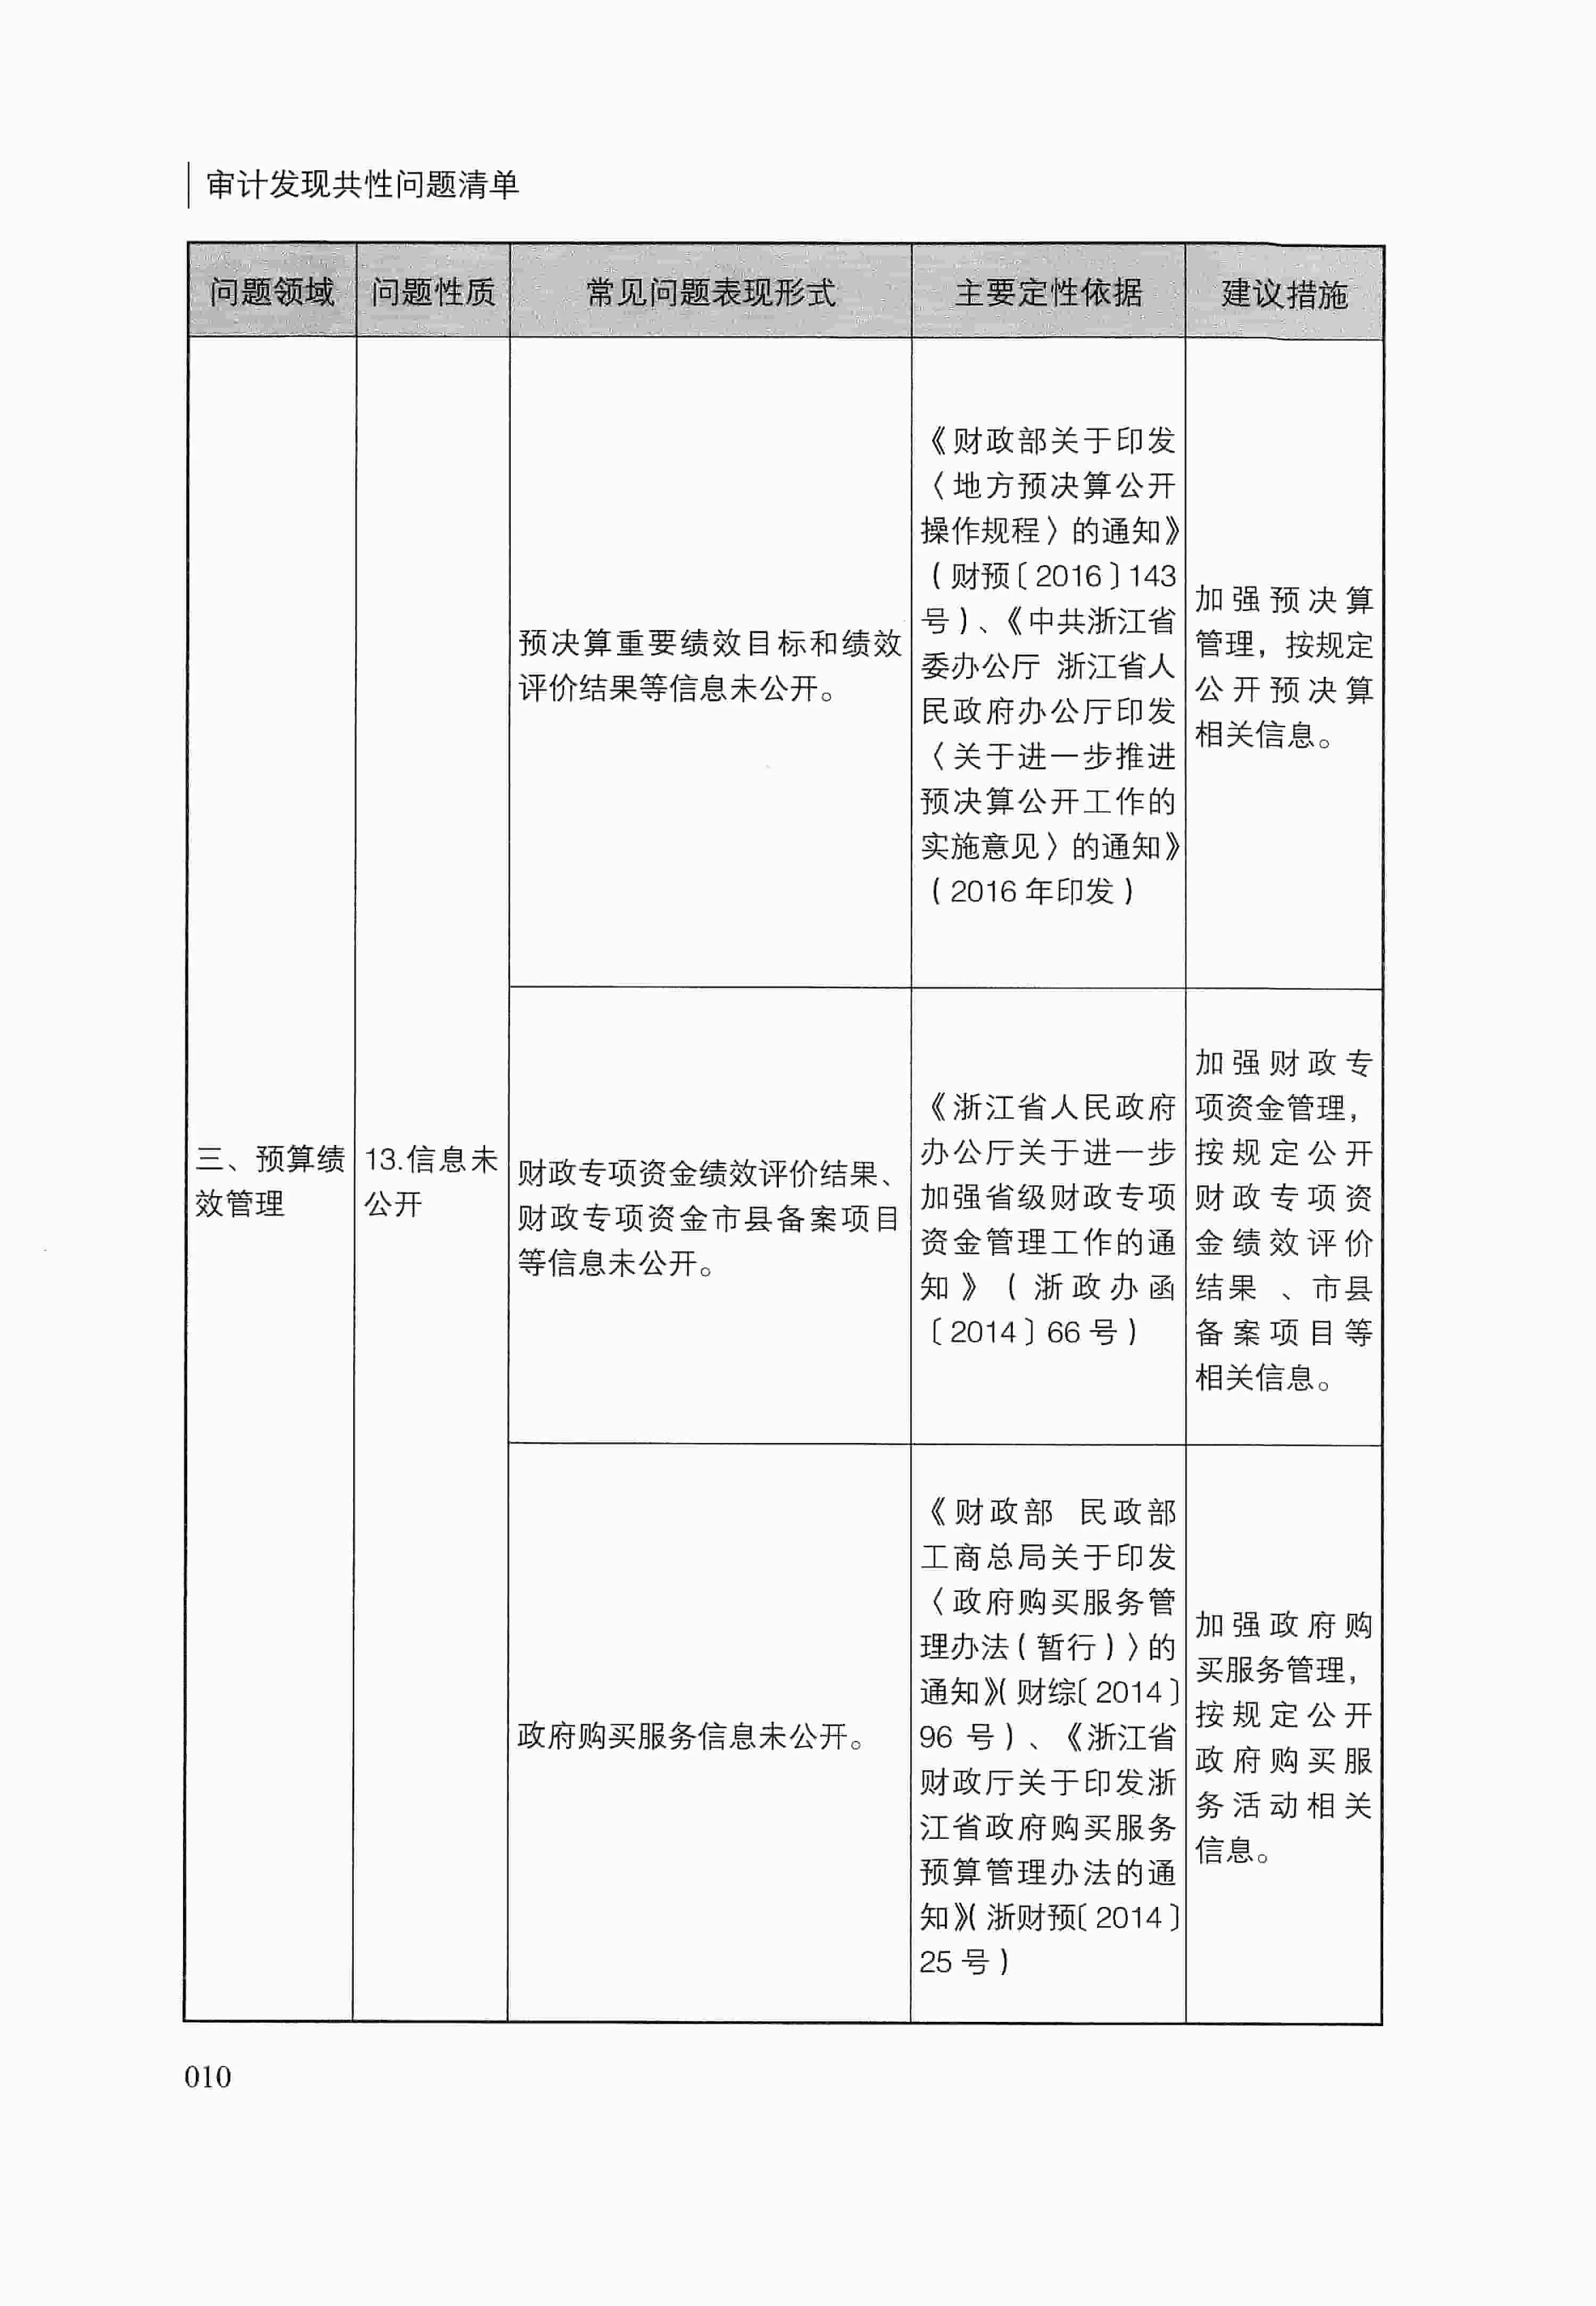 审计发现共性问题清单
问题领域
问题性质
常见问题表现形式
主要定性依据
建议措施
三、预算绩
效管理
13.信息未
公开
预决算重要绩效目标和绩效
评价结果等信息未公开。
《财政部关于印发
〈地方预决算公开
操作规程〉的通知》
（财预〔2016〕143
号）、《中共浙江省
委办公厅 浙江省人
民政府办公厅印发
〈关于进一步推进
预决算公开工作的
实施意见〉的通知》
（2016 年印发）
加强预决算
管理，按规定
公开预决算
相关信息。
财政专项资金绩效评价结果、
财政专项资金市县备案项目
等信息未公开。
《浙江省人民政府
办公厅关于进一步
加强省级财政专项
资金管理工作的通
知》（浙政办函
〔2014〕66 号）
加强财政专
项资金管理，
按规定公开
财政专项资
金绩效评价
结果、市县
备案项目等
相关信息。
政府购买服务信息未公开。
《财政部 民政部
工商总局关于印发
〈政府购买服务管
理办法（暂行）〉的
通知》（财综〔2014〕
96 号）、《浙江省
财政厅关于印发浙
江省政府购买服务
预算管理办法的通
知》（浙财预〔2014〕
25 号）
加强政府购
买服务管理，
按规定公开
政府购买服
务活动相关
信息。
010